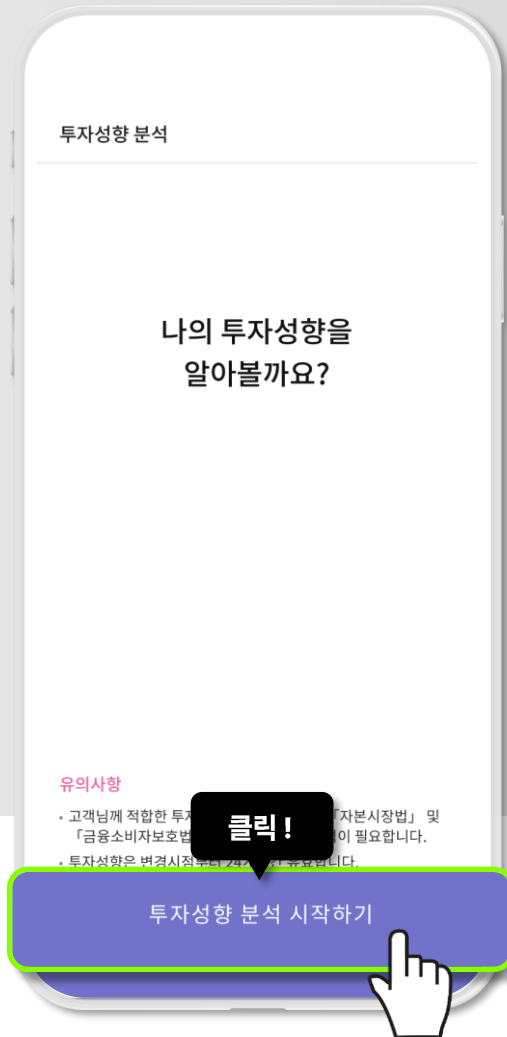 투자성향 분석
나의 투자성향을
알아볼까요?
유의사항
• 고객님께 적합한 「자본시장법」 및
「금융소비자보호법 필요합니다.
• 투자성향은 변경시점부터 유효합니다.
클릭 !
투자성향 분석 시작하기